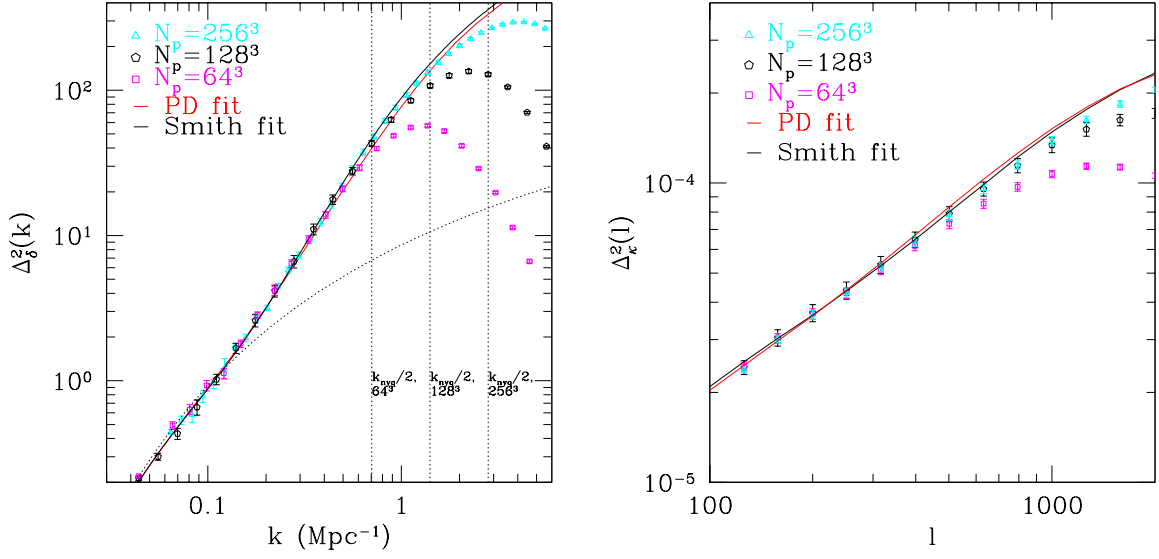 N_p=256³
N_p=128³
N_p=64³
PD fit
Smith fit
10²
10¹
10⁰
Δ²_δ(k)
k_nyq/2, 64³
k_nyq/2, 128³
k_nyq/2, 256³
0.1
1
k (Mpc⁻¹)
N_p=256³
N_p=128³
N_p=64³
PD fit
Smith fit
10⁻⁴
10⁻⁵
Δ²_κ(l)
100
1000
l